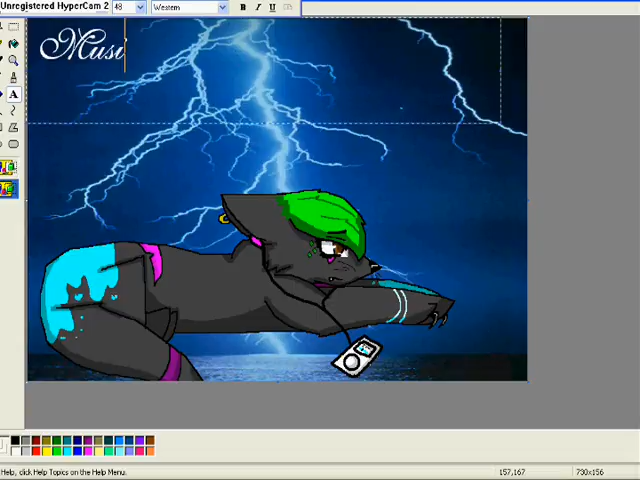 Unregistered HyperCam 2
48
Western
B I U
Musi
A
Help, click Help Topics on the Help Menu.
157,167
730x156